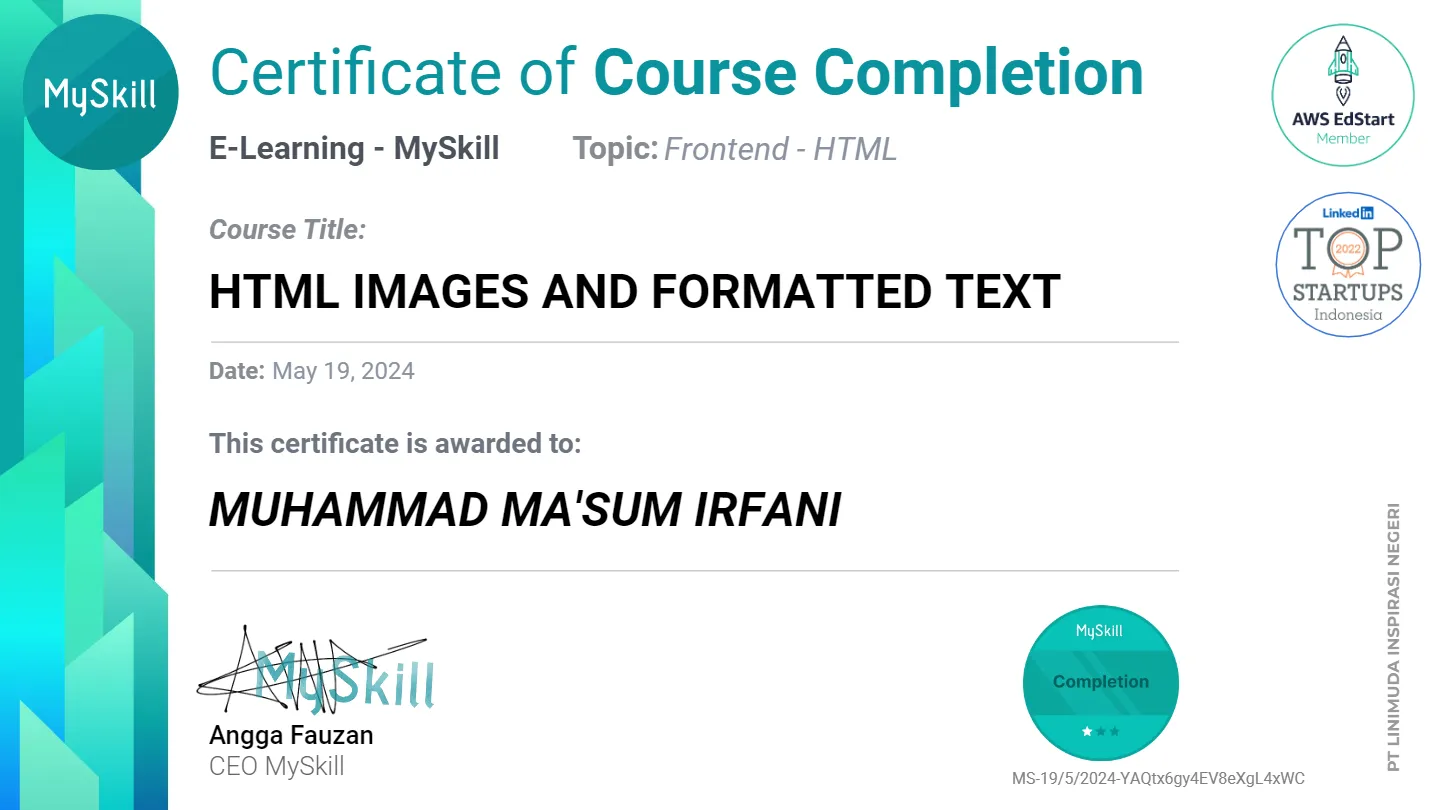 MySkill
Certificate of Course Completion
E-Learning - MySkill
Topic: Frontend - HTML
AWS EdStart
Member
Linked in
TOP
2022
STARTUPS
Indonesia
Course Title:
HTML IMAGES AND FORMATTED TEXT
Date: May 19, 2024
This certificate is awarded to:
MUHAMMAD MA'SUM IRFANI
MySkill
Angga Fauzan
CEO MySkill
MySkill
Completion
MS-19/5/2024-YAQtx6gy4EV8eXgL4xWC
PT LINIMUDA INSPIRASI NEGERI